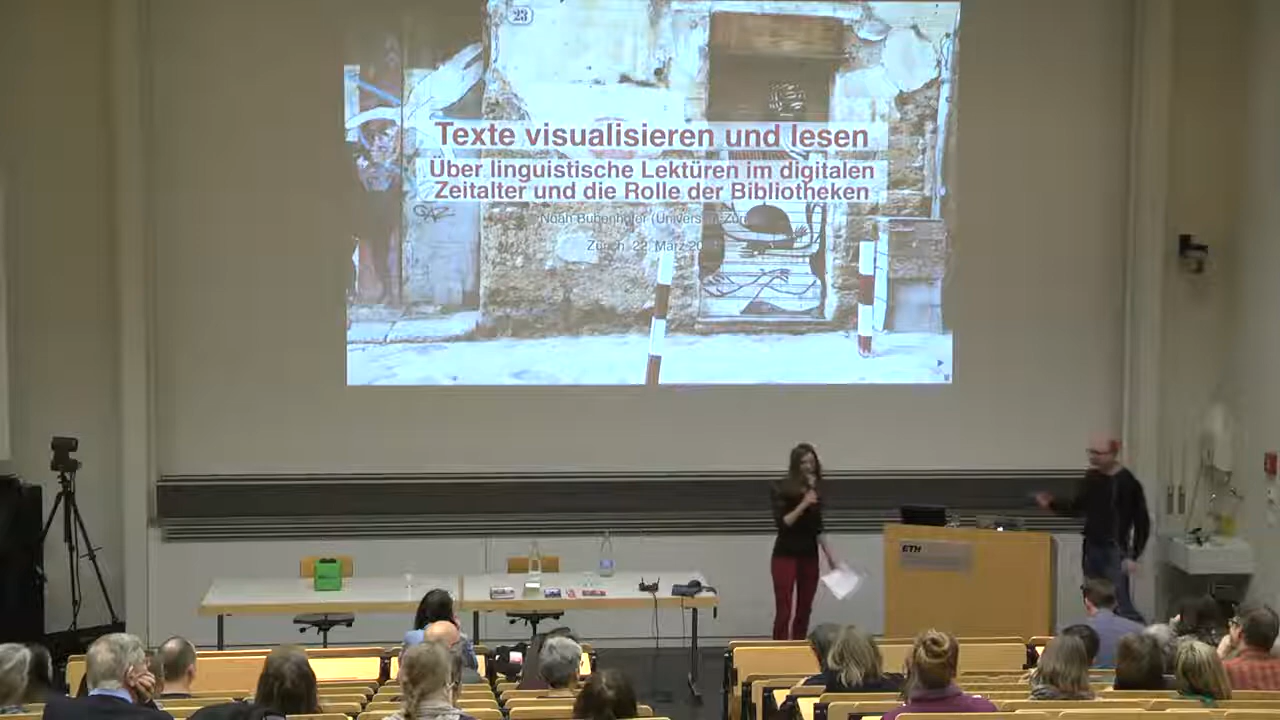 23
Texte visualisieren und lesen
Über linguistische Lektüren im digitalen
Zeitalter und die Rolle der Bibliotheken
Noah Bubenhofer
Zürich, 22. März
ETH